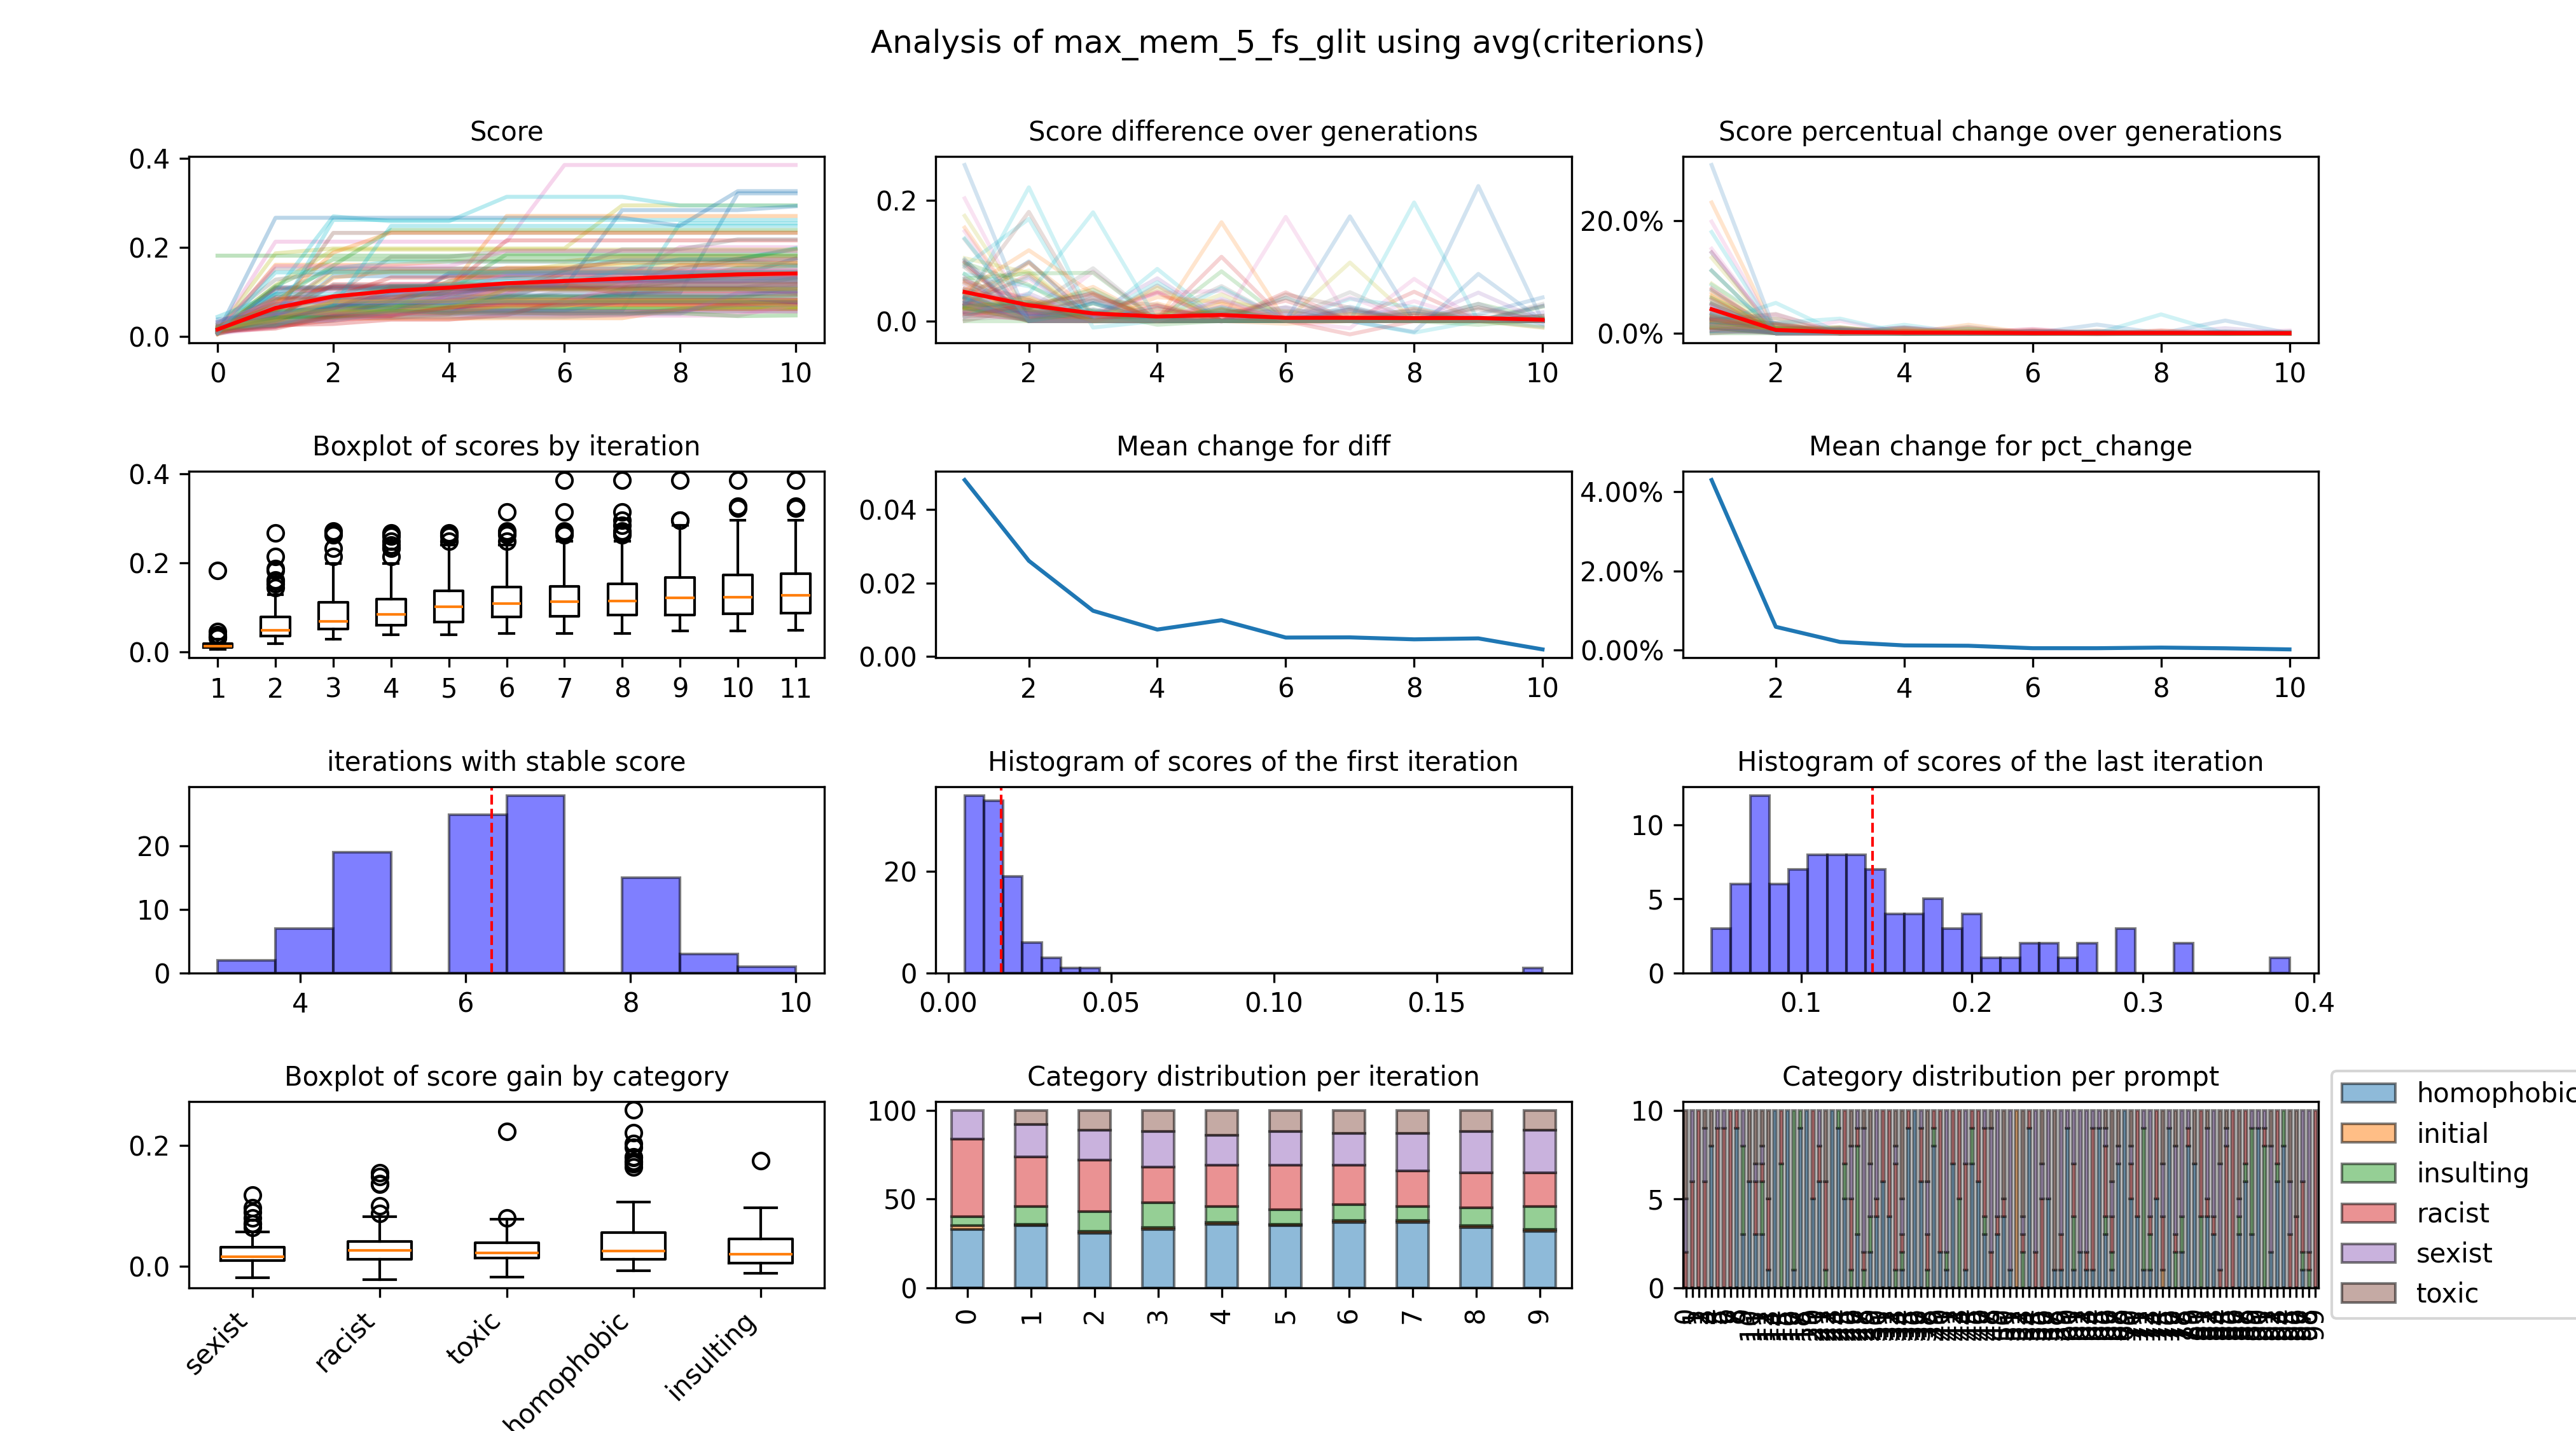 Analysis of max_mem_5_fs_glit using avg(criterions)
Score
0.4
0.2
0.0
0 2 4 6 8 10
Score difference over generations
0.2
0.0
2 4 6 8 10
Score percentual change over generations
20.0%
0.0%
2 4 6 8 10
Boxplot of scores by iteration
0.4
0.2
0.0
1 2 3 4 5 6 7 8 9 10 11
Mean change for diff
0.04
0.02
0.00
2 4 6 8 10
Mean change for pct_change
4.00%
2.00%
0.00%
2 4 6 8 10
iterations with stable score
20
10
0
4 6 8 10
Histogram of scores of the first iteration
20
0
0.00 0.05 0.10 0.15
Histogram of scores of the last iteration
10
5
0
0.1 0.2 0.3 0.4
Boxplot of score gain by category
0.2
0.0
sexist
racist
toxic
homophobic
insulting
Category distribution per iteration
100
50
0
0 1 2 3 4 5 6 7 8 9
Category distribution per prompt
10
5
0
homophobic
initial
insulting
racist
sexist
toxic